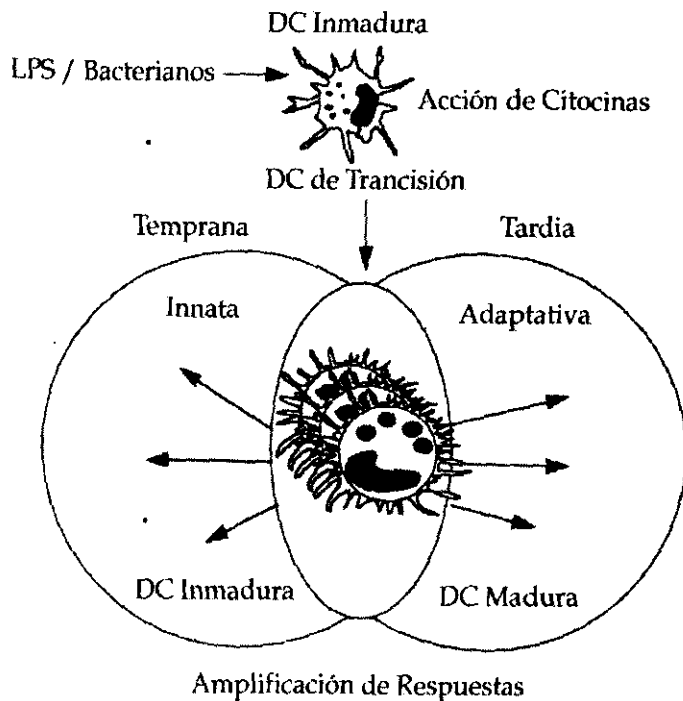 DC Inmadura
LPS / Bacterianos
Acción de Citocinas
DC de Trancisión
Temprana
Tardia
Innata
Adaptativa
DC Inmadura
DC Madura
Amplificación de Respuestas